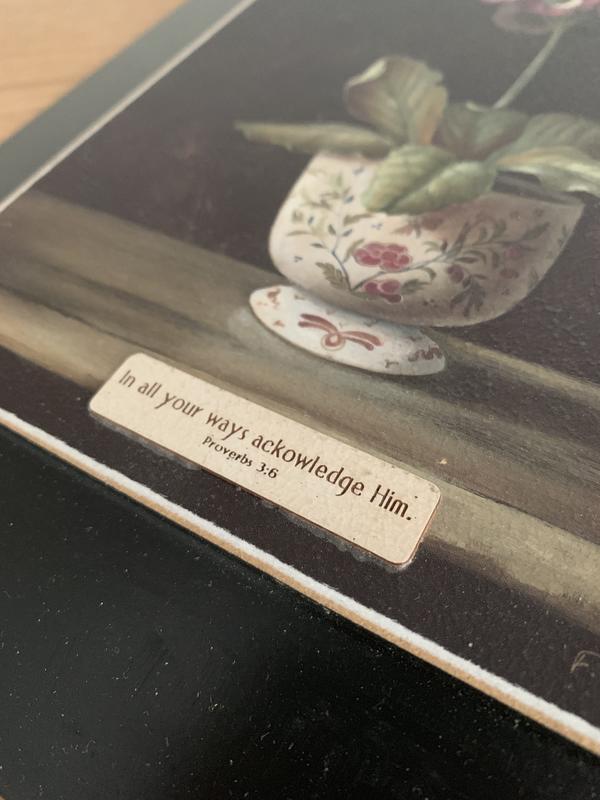 In all your ways ackowledge Him.
Proverbs 3:6